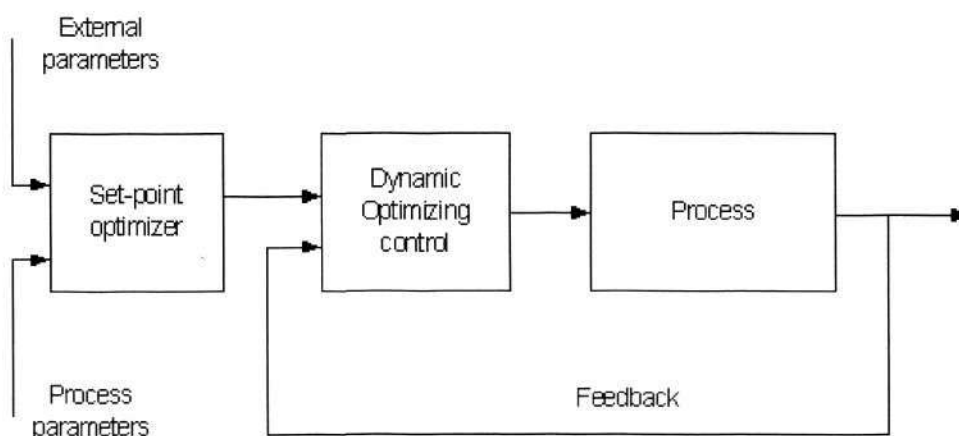 External
parameters
Set-point
optimizer
Dynamic
Optimizing
control
Process
Process
parameters
Feedback